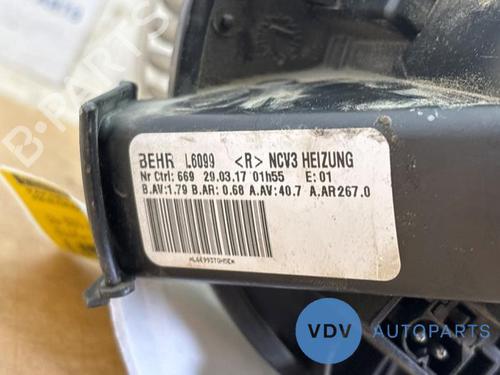 BEHR L6099 <R> NCV3 HEIZUNG
Nr Ctrl: 669 29.03.17 01h55 E: 01
B.AV:1.79 B.AR: 0.68 A.AV:40.7 A.AR267.0
B-PARTS
VDV AUTOPARTS